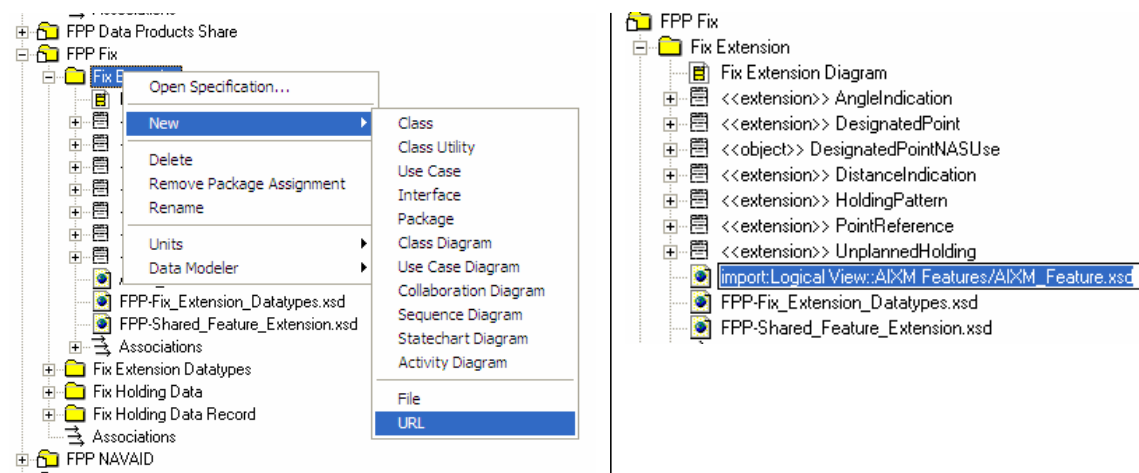 Associations
FPP Data Products Share
FPP Fix
Fix E
Open Specification...
New
Delete
Remove Package Assignment
Rename
Units
Data Modeler
Class
Class Utility
Use Case
Interface
Package
Class Diagram
Use Case Diagram
Collaboration Diagram
Sequence Diagram
Statechart Diagram
Activity Diagram
File
URL
FPP-Fix_Extension_Datatypes.xsd
FPP-Shared_Feature_Extension.xsd
Associations
Fix Extension Datatypes
Fix Holding Data
Fix Holding Data Record
Associations
FPP NAVAID
FPP Fix
Fix Extension
Fix Extension Diagram
<<extension>> AngleIndication
<<extension>> DesignatedPoint
<<object>> DesignatedPointNASUse
<<extension>> DistanceIndication
<<extension>> HoldingPattern
<<extension>> PointReference
<<extension>> UnplannedHolding
import:Logical View::AIXM Features/AIXM_Feature.xsd
FPP-Fix_Extension_Datatypes.xsd
FPP-Shared_Feature_Extension.xsd